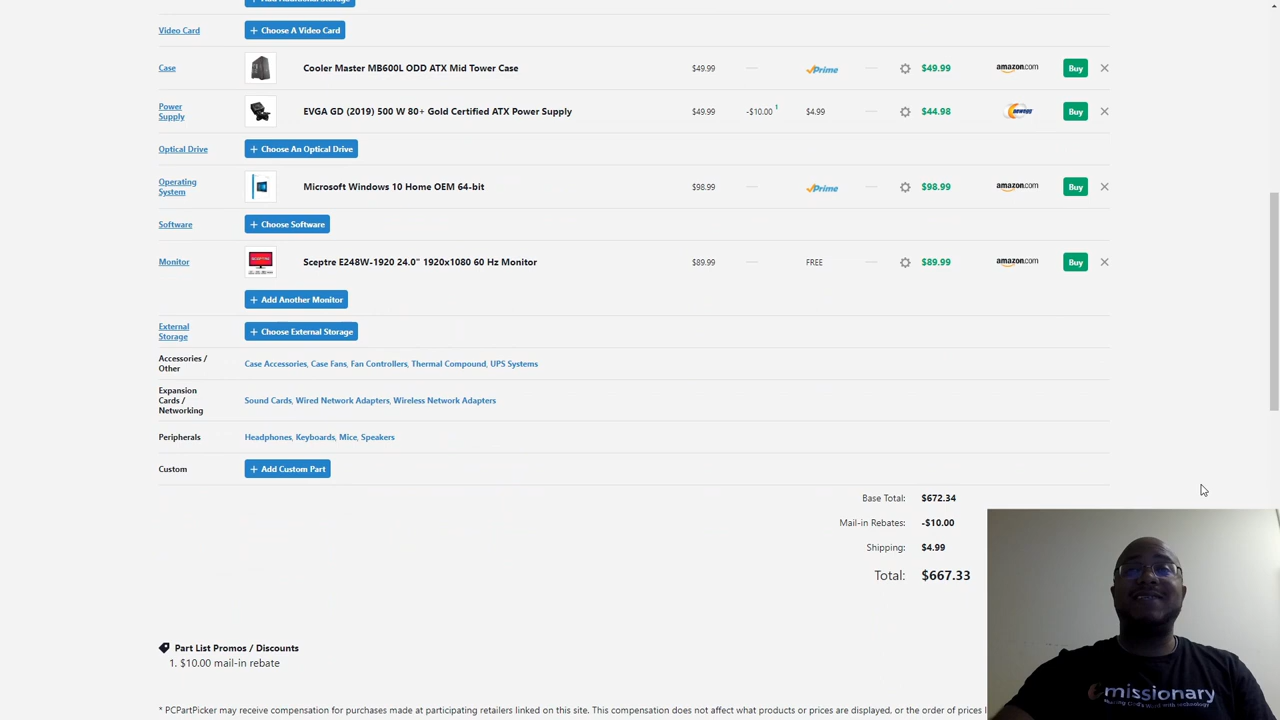 Video Card + Choose A Video Card
Case Cooler Master MB600L ODD ATX Mid Tower Case $49.99 — Prime — $49.99 amazon.com Buy
Power Supply EVGA GD (2019) 500 W 80+ Gold Certified ATX Power Supply $49.99 -$10.00 1 $4.99 — $44.98 newegg Buy
Optical Drive + Choose An Optical Drive
Operating System Microsoft Windows 10 Home OEM 64-bit $98.99 — Prime — $98.99 amazon.com Buy
Software + Choose Software
Monitor Sceptre E248W-1920 24.0" 1920x1080 60 Hz Monitor $89.99 — FREE — $89.99 amazon.com Buy
+ Add Another Monitor
External Storage + Choose External Storage
Accessories / Other Case Accessories, Case Fans, Fan Controllers, Thermal Compound, UPS Systems
Expansion Cards / Networking Sound Cards, Wired Network Adapters, Wireless Network Adapters
Peripherals Headphones, Keyboards, Mice, Speakers
Custom + Add Custom Part
Base Total: $672.34
Mail-in Rebates: -$10.00
Shipping: $4.99
Total: $667.33
Part List Promos / Discounts
1. $10.00 mail-in rebate
* PCPartPicker may receive compensation for purchases made at participating retailers linked on this site. This compensation does not affect what products or prices are displayed, or the order of prices
emissionary